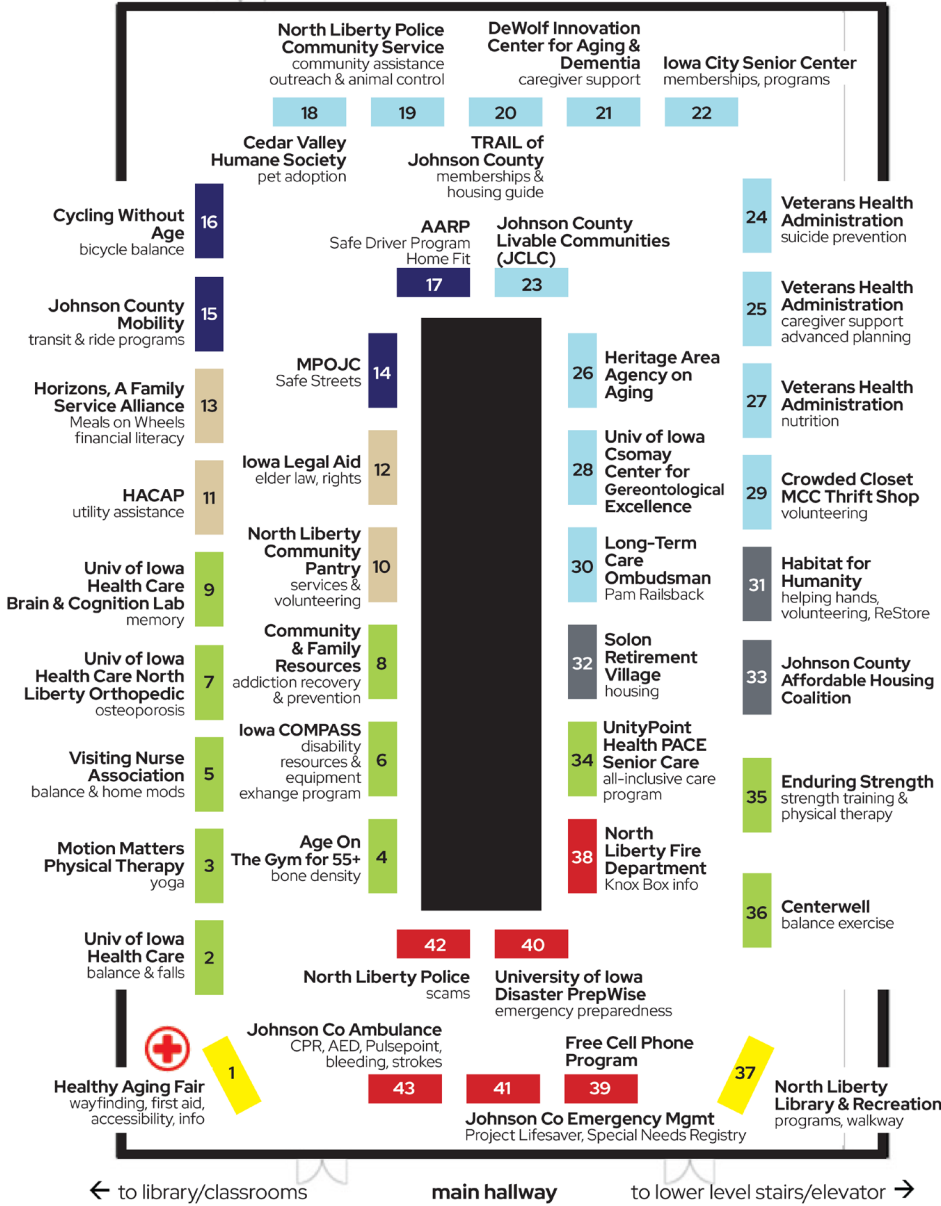 North Liberty Police
Community Service
community assistance
outreach & animal control
DeWolf Innovation
Center for Aging &
Dementia
caregiver support
Iowa City Senior Center
memberships, programs
18
19
20
21
22
Cedar Valley
Humane Society
pet adoption
TRAIL of
Johnson County
memberships &
housing guide
Cycling Without
Age
bicycle balance
16
AARP
Safe Driver Program
Home Fit
17
Johnson County
Livable Communities
(JCLC)
23
24
Veterans Health
Administration
suicide prevention
Johnson County
Mobility
transit & ride programs
15
25
Veterans Health
Administration
caregiver support
advanced planning
MPOJC
Safe Streets
14
26
Heritage Area
Agency on
Aging
Horizons, A Family
Service Alliance
Meals on Wheels
financial literacy
13
27
Veterans Health
Administration
nutrition
Iowa Legal Aid
elder law, rights
12
28
Univ of Iowa
Csomay
Center for
Gereontological
Excellence
HACAP
utility assistance
11
29
Crowded Closet
MCC Thrift Shop
volunteering
North Liberty
Community
Pantry
services &
volunteering
10
30
Long-Term
Care
Ombudsman
Pam Railsback
Univ of Iowa
Health Care
Brain & Cognition Lab
memory
9
31
Habitat for
Humanity
helping hands,
volunteering, ReStore
Community
& Family
Resources
addiction recovery
& prevention
8
32
Solon
Retirement
Village
housing
Univ of Iowa
Health Care North
Liberty Orthopedic
osteoporosis
7
33
Johnson County
Affordable Housing
Coalition
Iowa COMPASS
disability
resources &
equipment
exhange program
6
34
UnityPoint
Health PACE
Senior Care
all-inclusive care
program
Visiting Nurse
Association
balance & home mods
5
35
Enduring Strength
strength training &
physical therapy
Age On
The Gym for 55+
bone density
4
38
North
Liberty Fire
Department
Knox Box info
Motion Matters
Physical Therapy
yoga
3
36
Centerwell
balance exercise
Univ of Iowa
Health Care
balance & falls
2
42
40
North Liberty Police
scams
University of Iowa
Disaster PrepWise
emergency preparedness
Johnson Co Ambulance
CPR, AED, Pulsepoint,
bleeding, strokes
Free Cell Phone
Program
1
Healthy Aging Fair
wayfinding, first aid,
accessibility, info
43
41
39
37
North Liberty
Library & Recreation
programs, walkway
Johnson Co Emergency Mgmt
Project Lifesaver, Special Needs Registry
← to library/classrooms
main hallway
to lower level stairs/elevator →